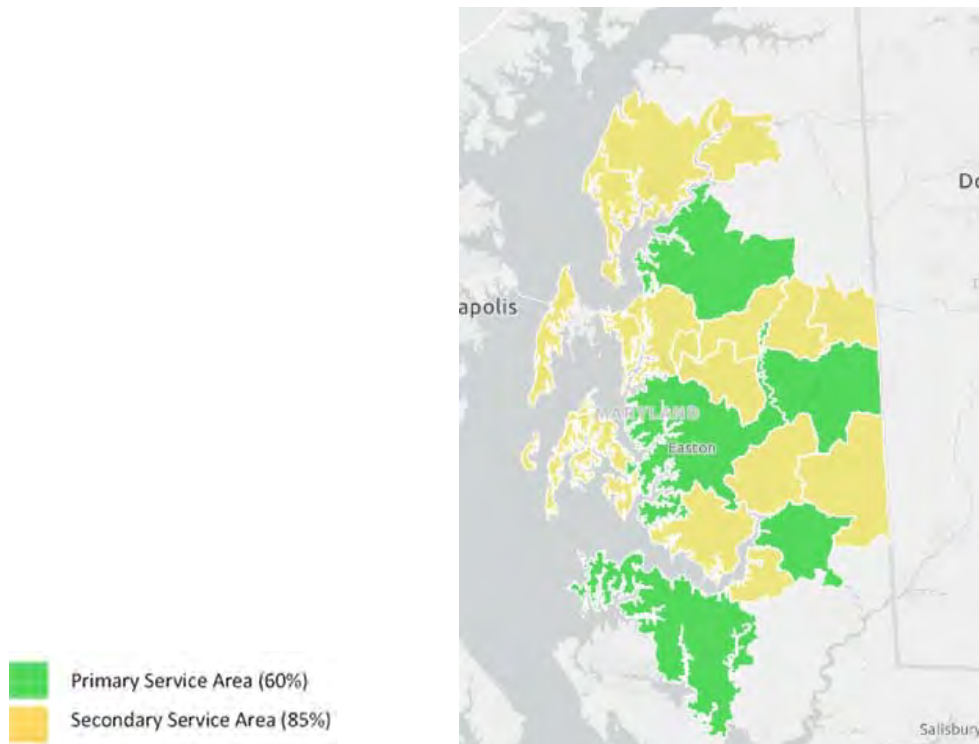 Do
apolis
MARYLAND
Easton
Primary Service Area (60%)
Secondary Service Area (85%)
Salisbury